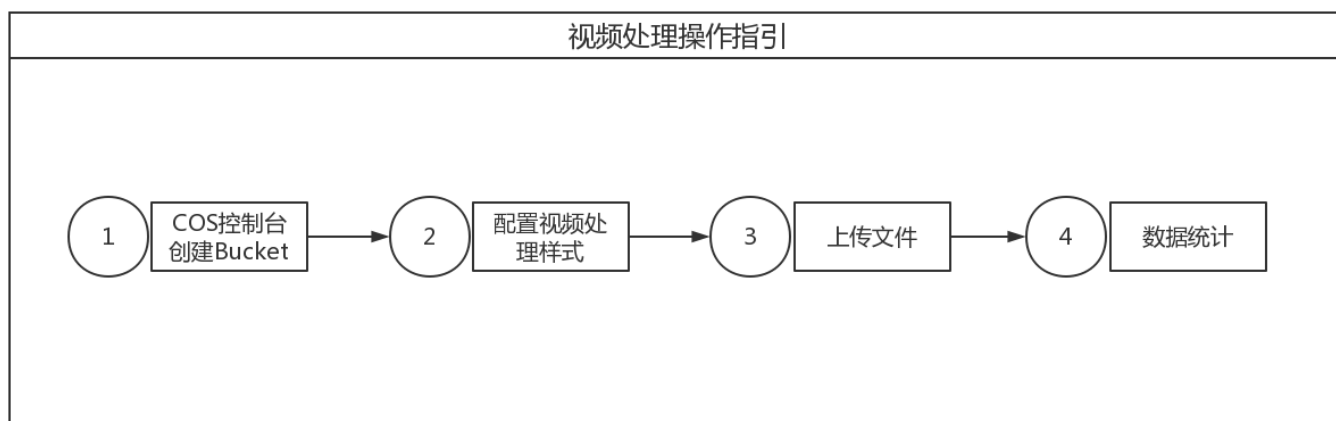 视频处理操作指引
1
COS控制台
创建Bucket
2
配置视频处
理样式
3
上传文件
4
数据统计